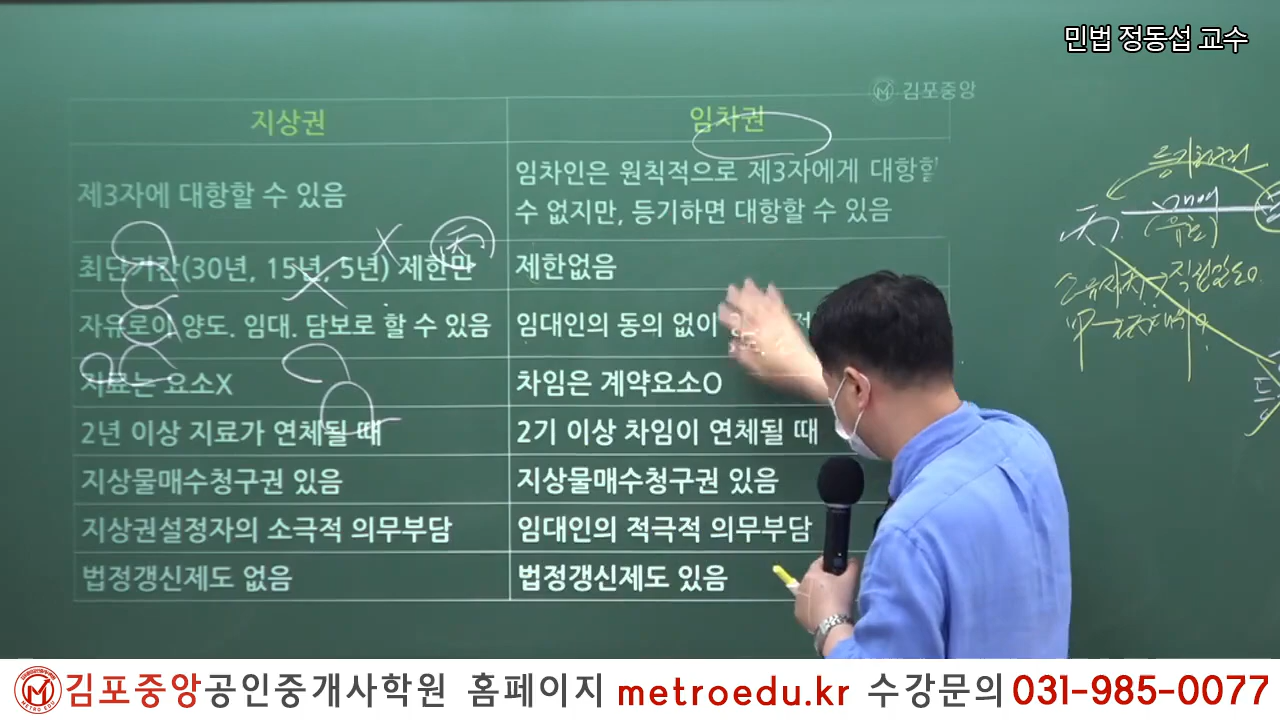 민법 정동섭 교수
김포중앙
지상권
임차권
제3자에 대항할 수 있음
임차인은 원칙적으로 제3자에게 대항할
수 없지만, 등기하면 대항할 수 있음
최단기간(30년, 15년, 5년) 제한만
제한없음
자유로이 양도. 임대. 담보로 할 수 있음
임대인의 동의 없이
지료는 요소X
차임은 계약요소O
2년 이상 지료가 연체될 때
2기 이상 차임이 연체될 때
지상물매수청구권 있음
지상물매수청구권 있음
지상권설정자의 소극적 의무부담
임대인의 적극적 의무부담
법정갱신제도 없음
법정갱신제도 있음
매매
(유효)
METRO EDU
김포중앙공인중개사학원 홈페이지 metroedu.kr 수강문의 031-985-0077